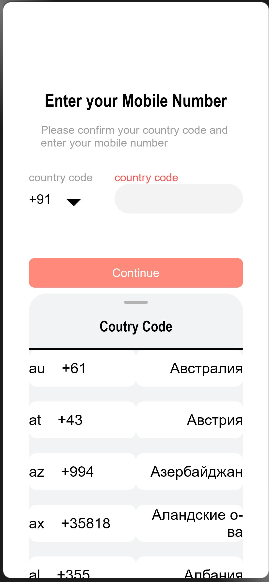 Enter your Mobile Number
Please confirm your country code and
enter your mobile number
country code country code
+91
Continue
Coutry Code
au +61 Австралия
at +43 Австрия
az +994 Азербайджан
ax +35818 Аландские о-
ва
al +355 Албания